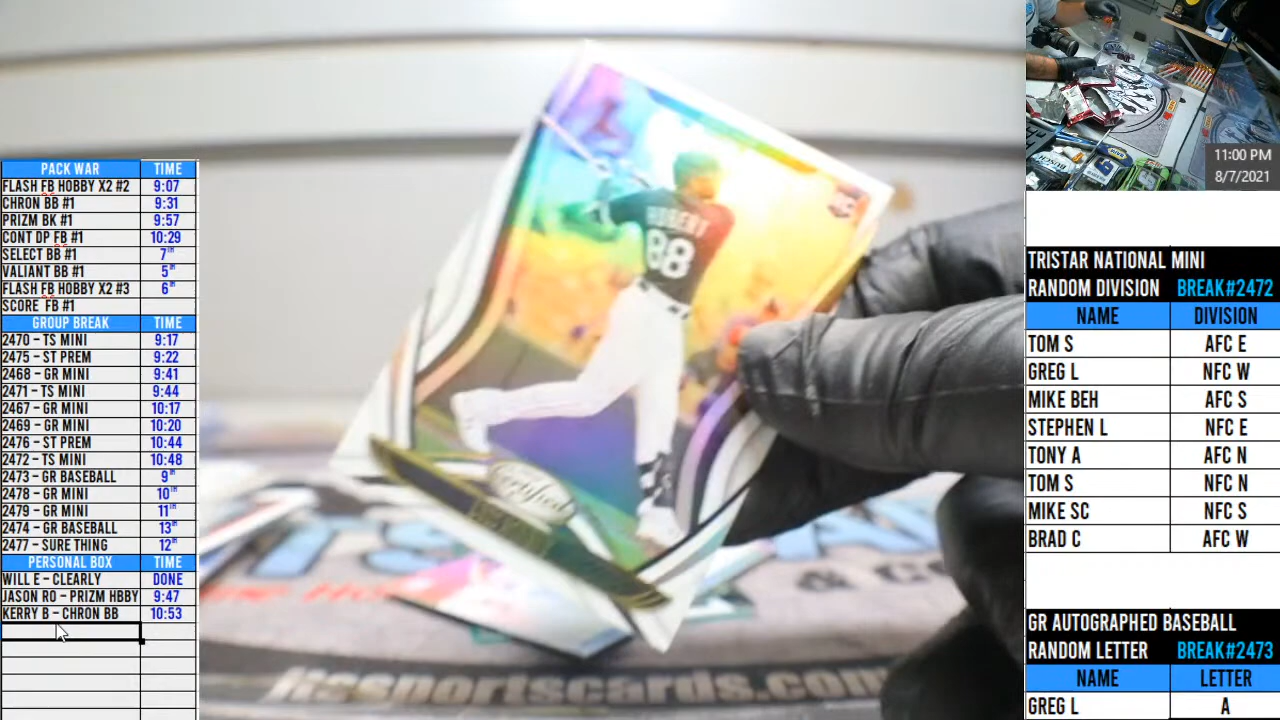 PACK WAR TIME
FLASH FB HOBBY X2 #2 9:07
CHRON BB #1 9:31
PRIZM BK #1 9:57
CONT DP FB #1 10:29
SELECT BB #1 7TH
VALIANT BB #1 5TH
FLASH FB HOBBY X2 #3 6TH
SCORE FB #1
GROUP BREAK TIME
2470 – TS MINI 9:17
2475 – ST PREM 9:22
2468 – GR MINI 9:41
2471 – TS MINI 9:44
2467 – GR MINI 10:17
2469 – GR MINI 10:20
2476 – ST PREM 10:44
2472 – TS MINI 10:48
2473 – GR BASEBALL 9TH
2478 – GR MINI 10TH
2479 – GR MINI 11TH
2474 – GR BASEBALL 13TH
2477 – SURE THING 12TH
PERSONAL BOX TIME
WILL E – CLEARLY DONE
JASON RO – PRIZM HBBY 9:47
KERRY B – CHRON BB 10:53
RC
ROBERT
88
Certified
& CO
itssportscards.com
11:00 PM
8/7/2021
TRISTAR NATIONAL MINI
RANDOM DIVISION BREAK#2472
NAME DIVISION
TOM S AFC E
GREG L NFC W
MIKE BEH AFC S
STEPHEN L NFC E
TONY A AFC N
TOM S NFC N
MIKE SC NFC S
BRAD C AFC W
GR AUTOGRAPHED BASEBALL
RANDOM LETTER BREAK#2473
NAME LETTER
GREG L A